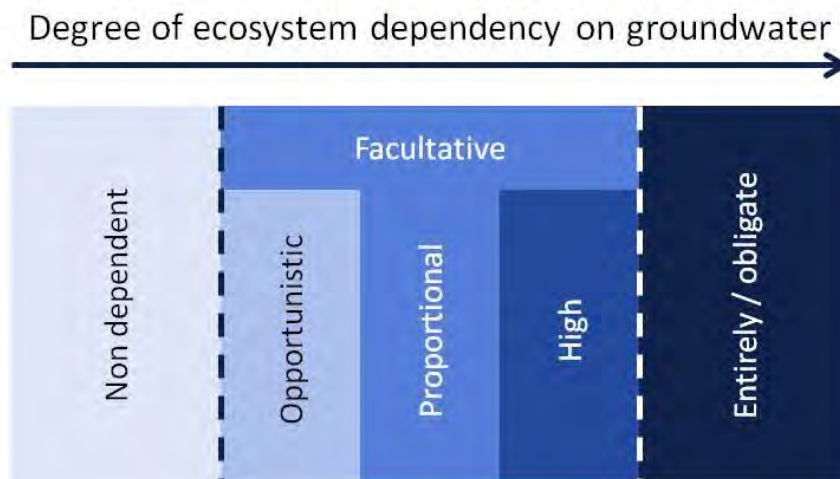 Degree of ecosystem dependency on groundwater
Facultative
Non dependent
Opportunistic
Proportional
High
Entirely / obligate